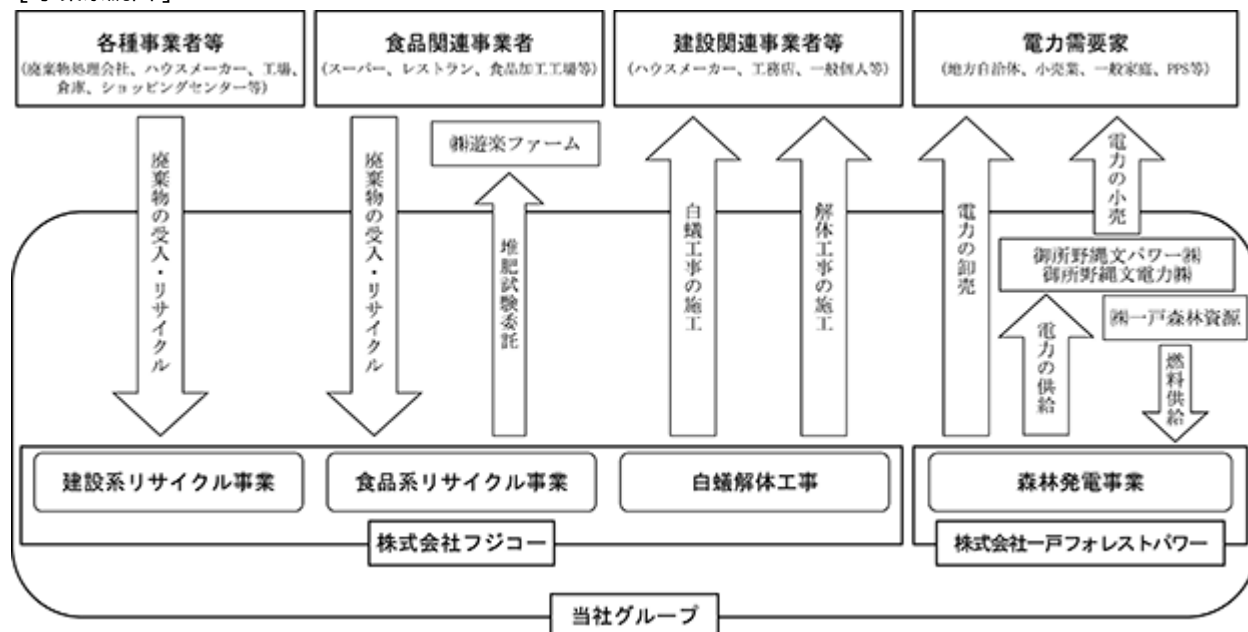 各種事業者等
(廃棄物処理会社、ハウスメーカー、工場、
倉庫、ショッピングセンター等)
食品関連事業者
(スーパー、レストラン、食品加工工場等)
建設関連事業者等
(ハウスメーカー、工務店、一般個人等)
電力需要家
(地方自治体、小売業、一般家庭、PPS等)
廃棄物の受入・リサイクル
廃棄物の受入・リサイクル
㈱遊楽ファーム
堆肥試験委託
白蟻工事の施工
解体工事の施工
電力の卸売
電力の小売
御所野縄文パワー㈱
御所野縄文電力㈱
電力の供給
㈱一戸森林資源
燃料供給
建設系リサイクル事業
食品系リサイクル事業
白蟻解体工事
森林発電事業
株式会社フジコー
株式会社一戸フォレストパワー
当社グループ